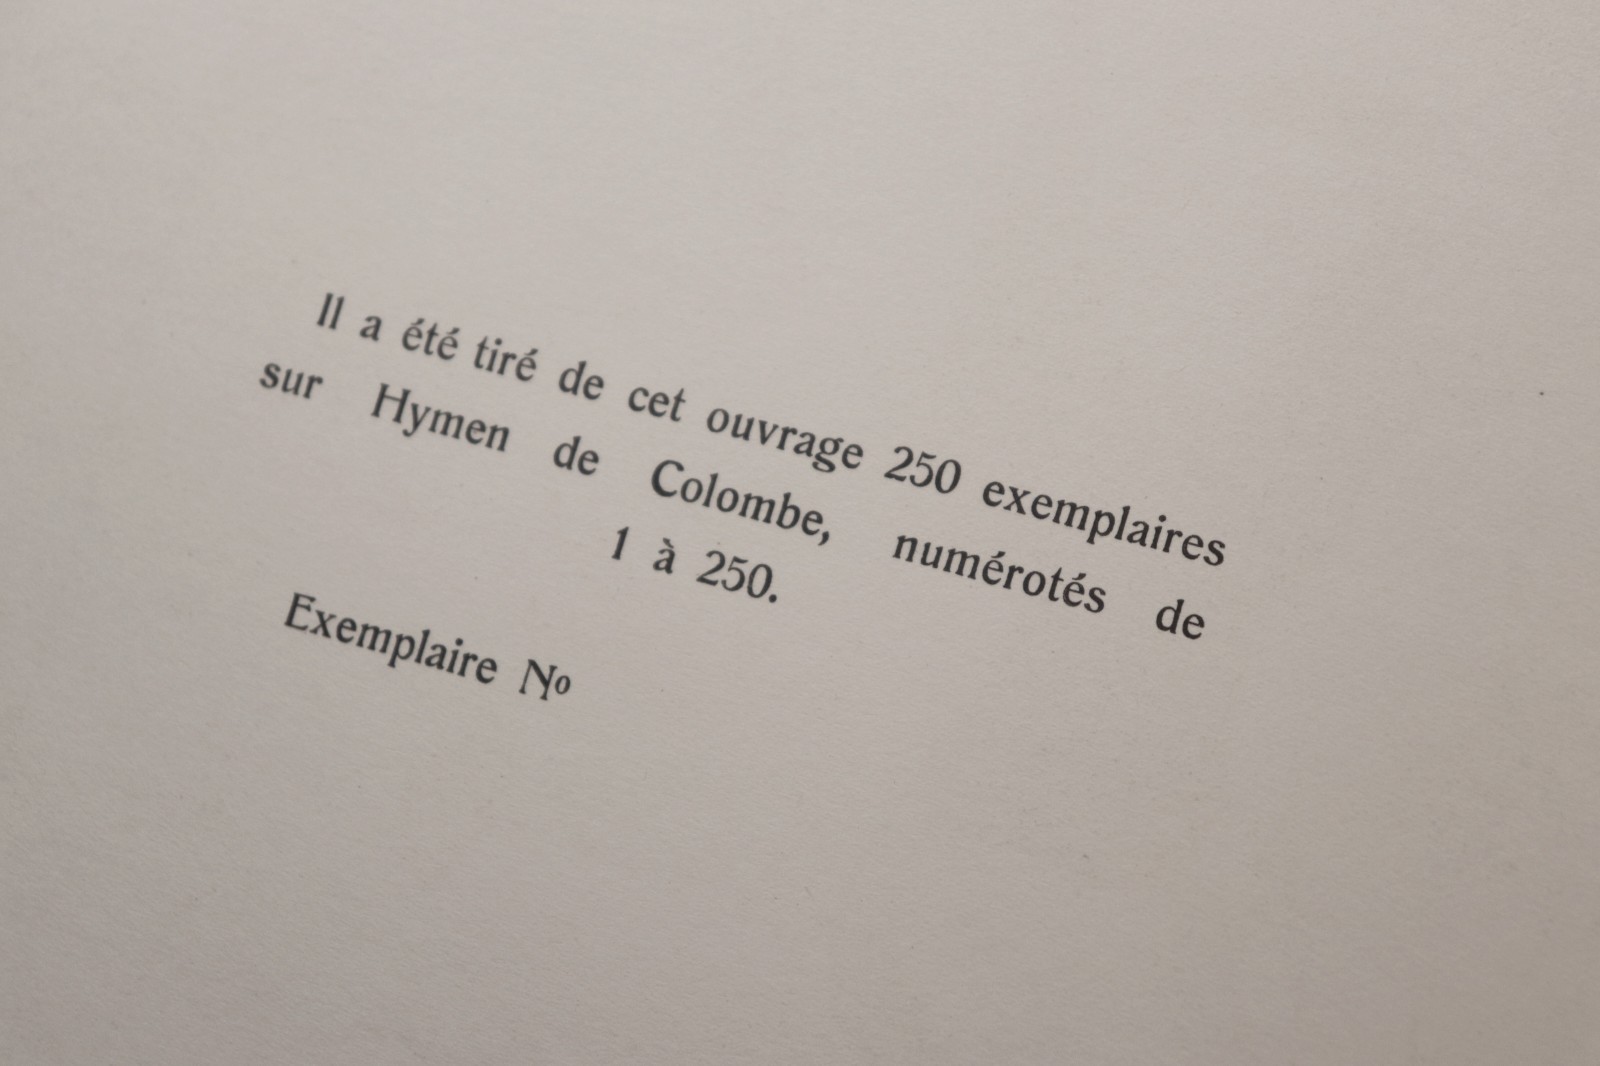 Il a été tiré de cet ouvrage 250 exemplaires
sur Hymen de Colombe, numérotés de
1 à 250.
Exemplaire Nº